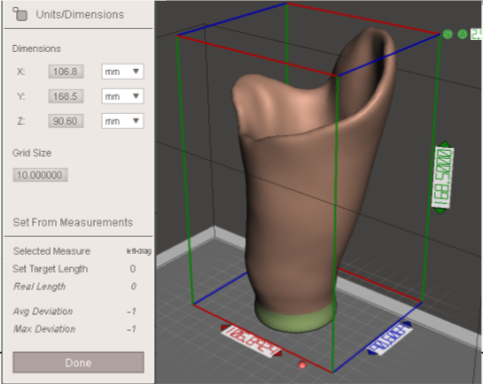 Units/Dimensions
Dimensions
X: 106.8 mm
Y: 168.5 mm
Z: 90.60 mm
Grid Size
10.000000
Set From Measurements
Selected Measure left-drag
Set Target Length 0
Real Length 0
Avg Deviation -1
Max Deviation -1
Done
168.5000